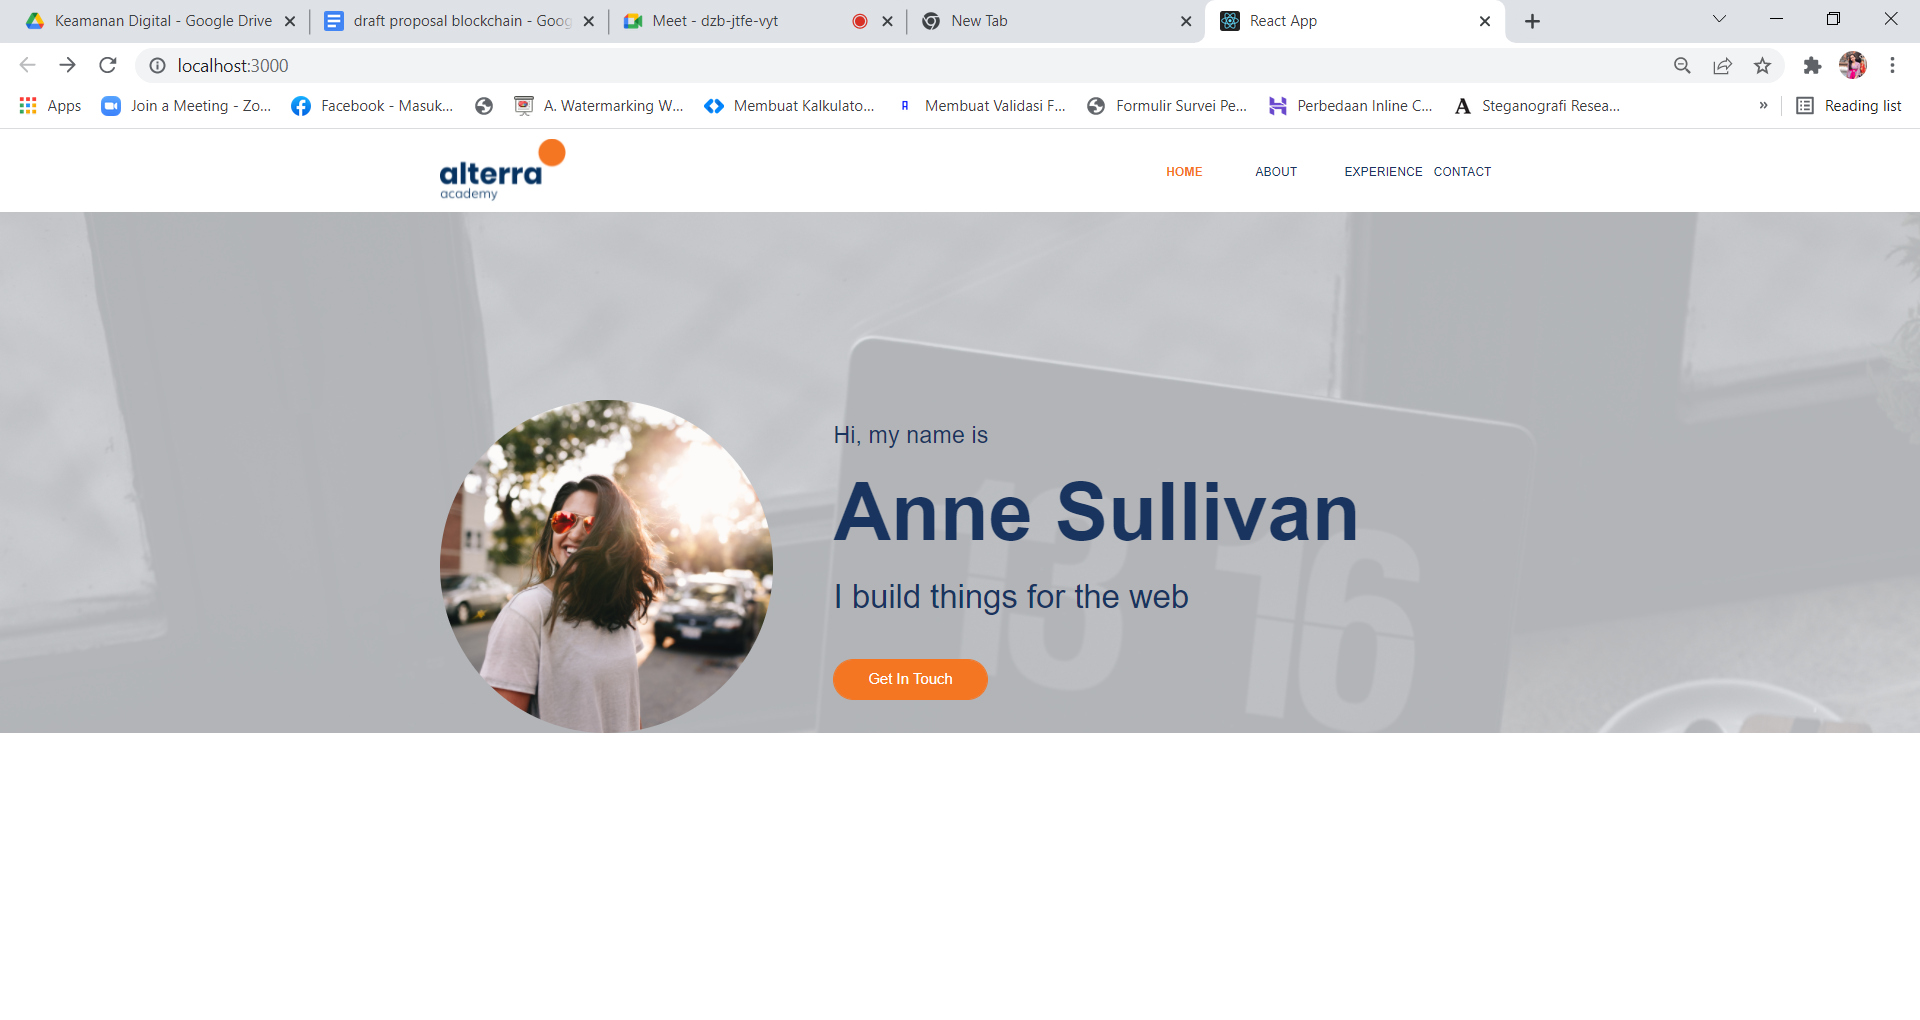 Keamanan Digital - Google Drive
draft proposal blockchain - Goog
Meet - dzb-jtfe-vyt
New Tab
React App
localhost:3000
Apps
Join a Meeting - Zo...
Facebook - Masuk...
A. Watermarking W...
Membuat Kalkulato...
Membuat Validasi F...
Formulir Survei Pe...
Perbedaan Inline C...
Steganografi Resea...
»
Reading list
alterra
academy
HOME
ABOUT
EXPERIENCE
CONTACT
Hi, my name is
Anne Sullivan
I build things for the web
Get In Touch
13 16